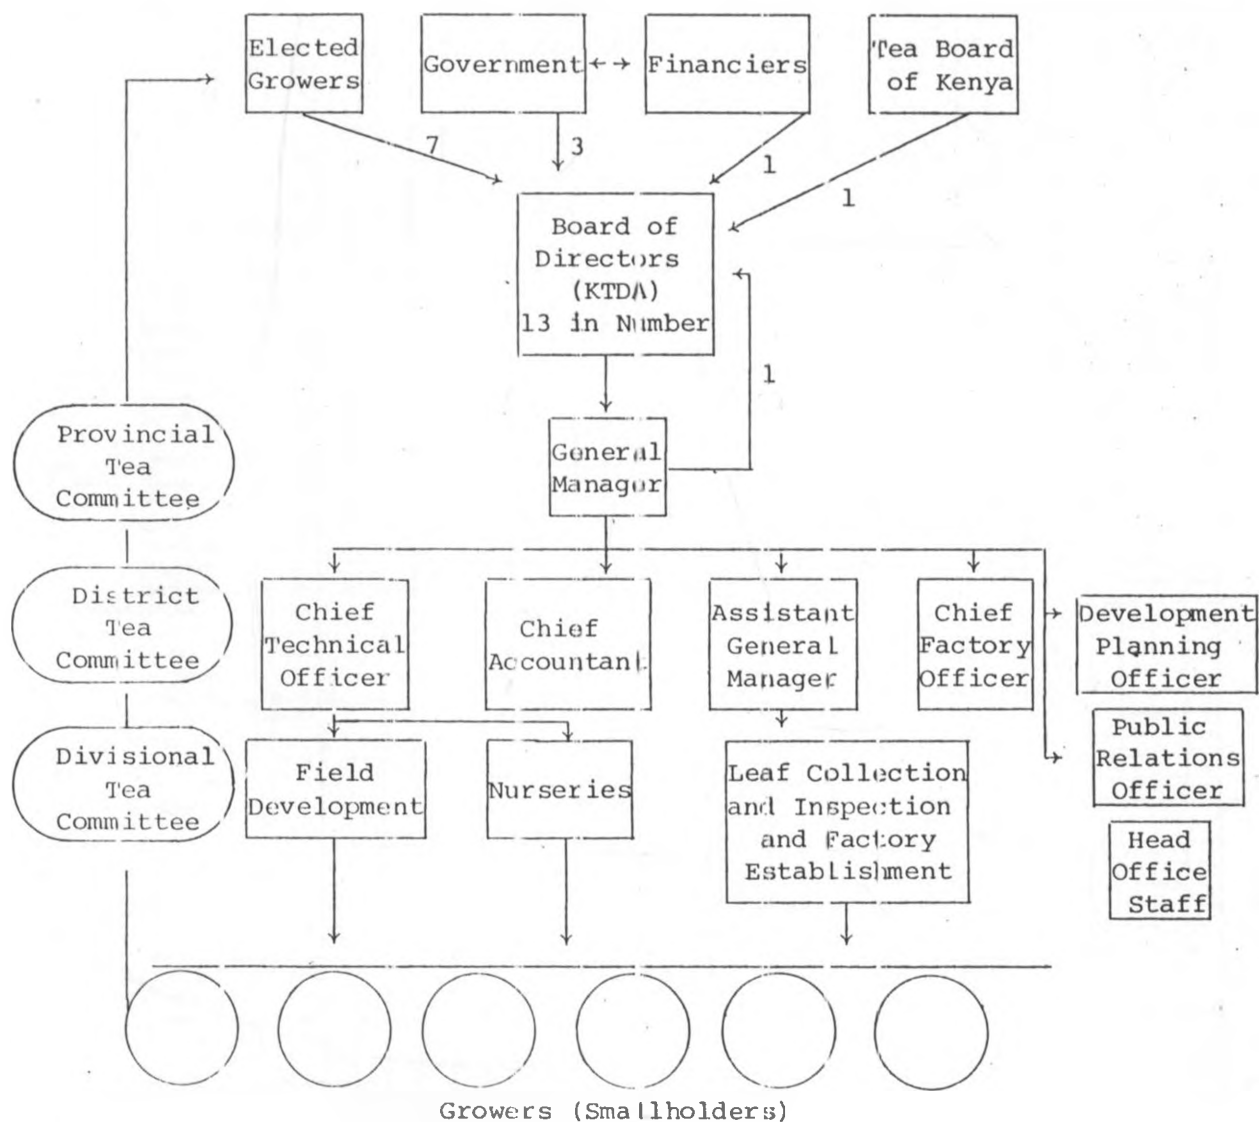 Elected
Growers
Government
Financiers
Tea Board
of Kenya
7
3
1
1
Board of
Directors
(KTDA)
13 in Number
1
General
Manager
Provincial
Tea
Committee
District
Tea
Committee
Divisional
Tea
Committee
Chief
Technical
Officer
Chief
Accountant
Assistant
General
Manager
Chief
Factory
Officer
Development
Planning
Officer
Public
Relations
Officer
Head
Office
Staff
Field
Development
Nurseries
Leaf Collection
and Inspection
and Factory
Establishment
Growers (Smallholders)